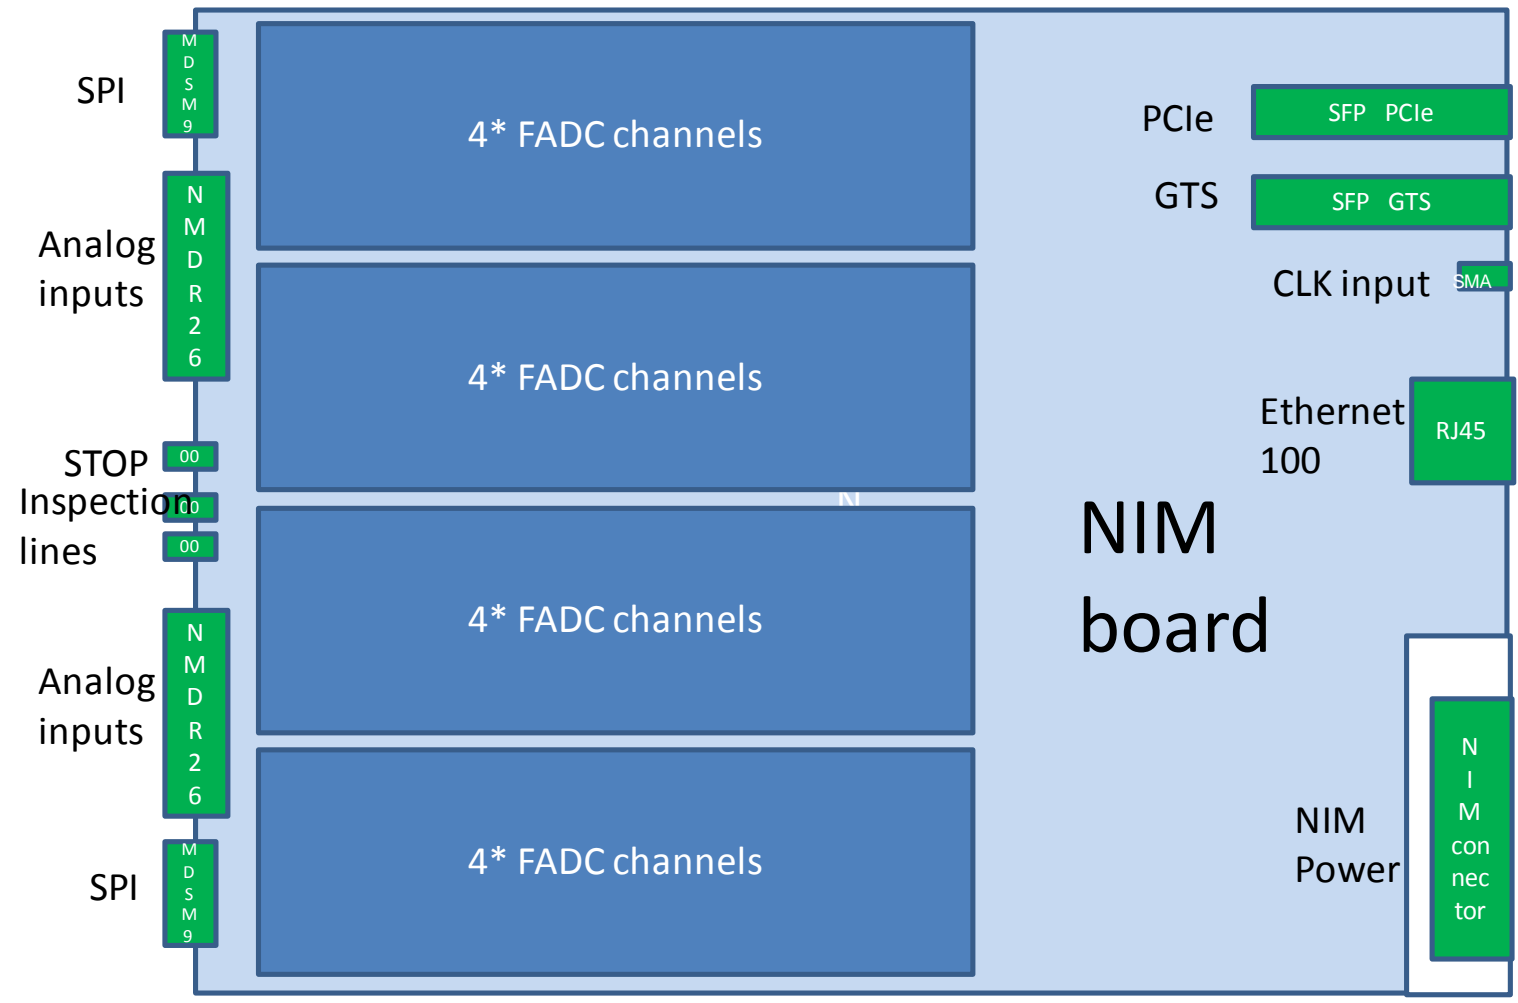 SPI
M
D
S
M
9
Analog
inputs
N
M
D
R
2
6
STOP
00
Inspection
00
lines
00
Analog
inputs
N
M
D
R
2
6
SPI
M
D
S
M
9
4* FADC channels
4* FADC channels
N
4* FADC channels
4* FADC channels
PCIe
SFP PCIe
GTS
SFP GTS
CLK input
SMA
Ethernet
100
RJ45
NIM
board
NIM
Power
N
I
M
con
nec
tor